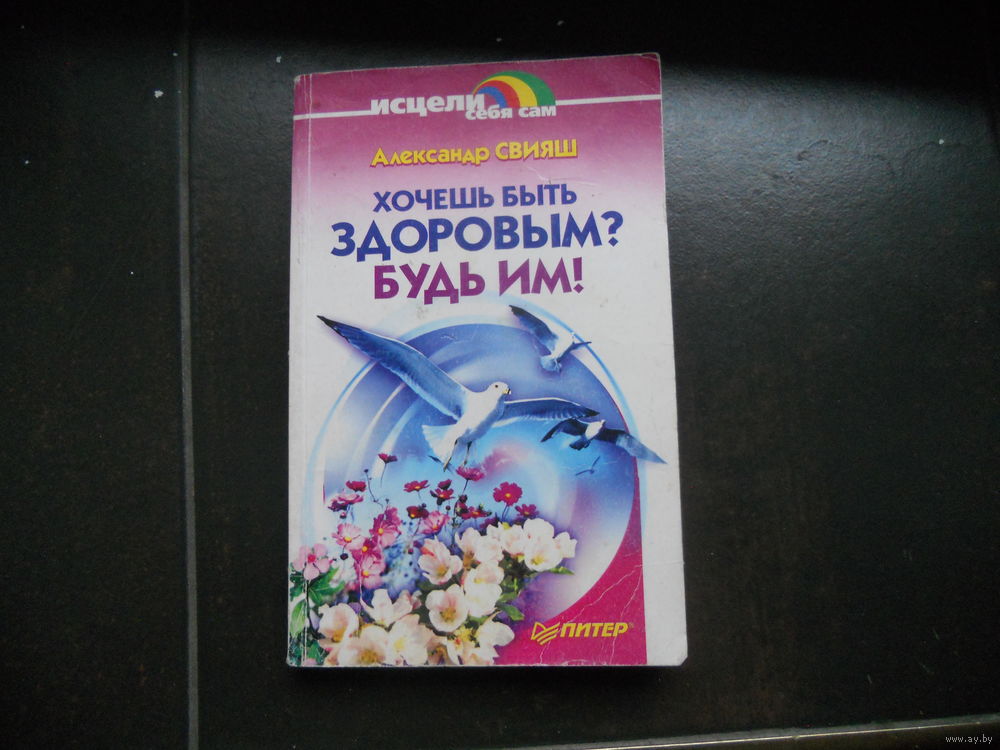 исцели
себя сам
Александр СВИЯШ
ХОЧЕШЬ БЫТЬ
ЗДОРОВЫМ?
БУДЬ ИМ!
ПИТЕР®
www.ay.by